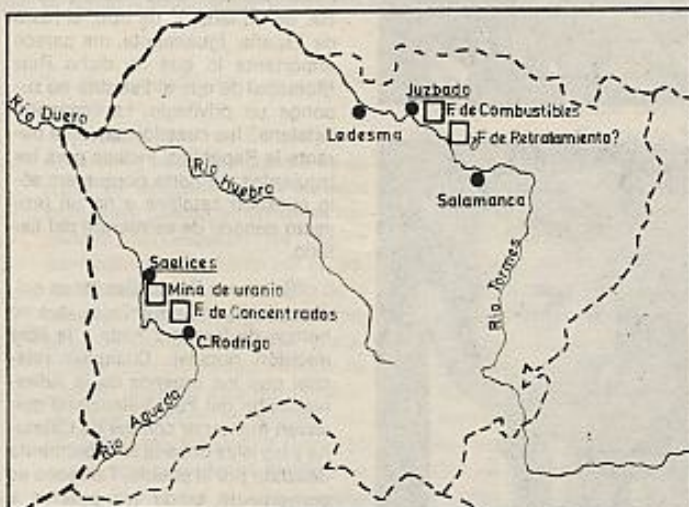 Juzbado
F. de Combustibles
Ledesma
¿F de Retratamiento?
Salamanca
Río Duero
Río Huebra
Río Tormes
Saelices
Mina de uranio
F. de Concentrados
C.Rodrigo
Río Agueda